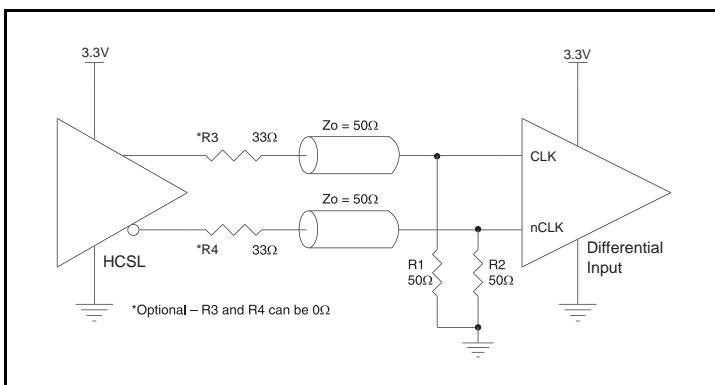 3.3V
3.3V
*R3
33Ω
Zo = 50Ω
CLK
Zo = 50Ω
nCLK
*R4
33Ω
HCSL
R1
50Ω
R2
50Ω
Differential
Input
*Optional – R3 and R4 can be 0Ω